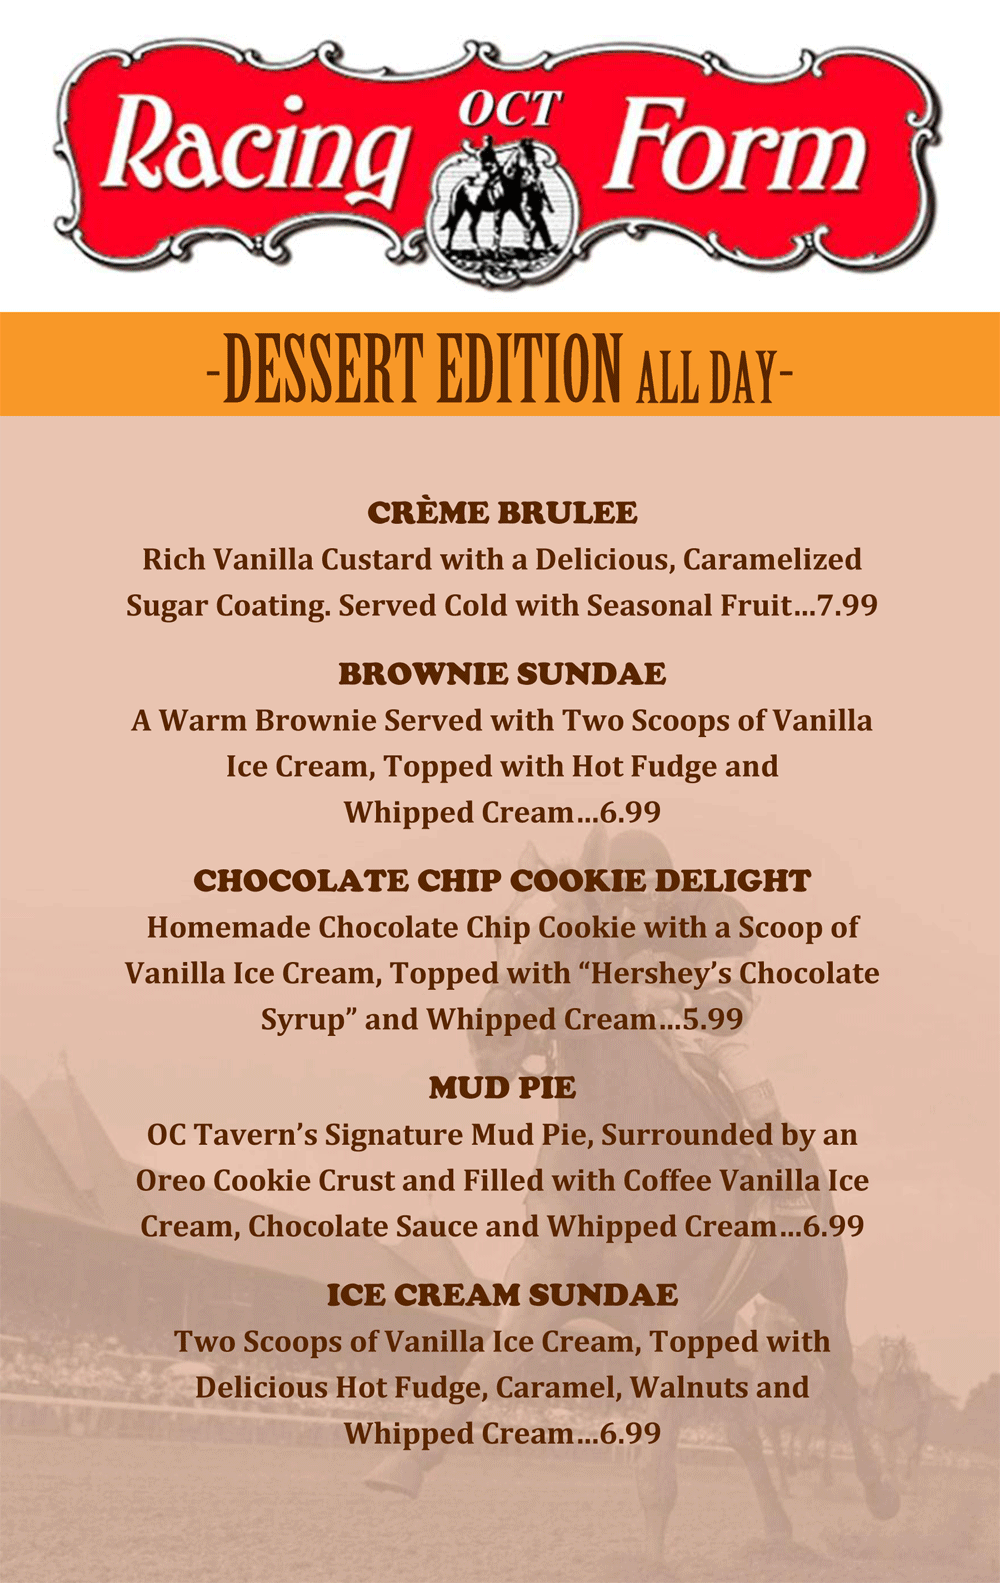 Racing OCT Form
-DESSERT EDITION ALL DAY-
CRÈME BRULEE
Rich Vanilla Custard with a Delicious, Caramelized
Sugar Coating. Served Cold with Seasonal Fruit...7.99
BROWNIE SUNDAE
A Warm Brownie Served with Two Scoops of Vanilla
Ice Cream, Topped with Hot Fudge and
Whipped Cream...6.99
CHOCOLATE CHIP COOKIE DELIGHT
Homemade Chocolate Chip Cookie with a Scoop of
Vanilla Ice Cream, Topped with “Hershey’s Chocolate
Syrup” and Whipped Cream...5.99
MUD PIE
OC Tavern’s Signature Mud Pie, Surrounded by an
Oreo Cookie Crust and Filled with Coffee Vanilla Ice
Cream, Chocolate Sauce and Whipped Cream...6.99
ICE CREAM SUNDAE
Two Scoops of Vanilla Ice Cream, Topped with
Delicious Hot Fudge, Caramel, Walnuts and
Whipped Cream...6.99